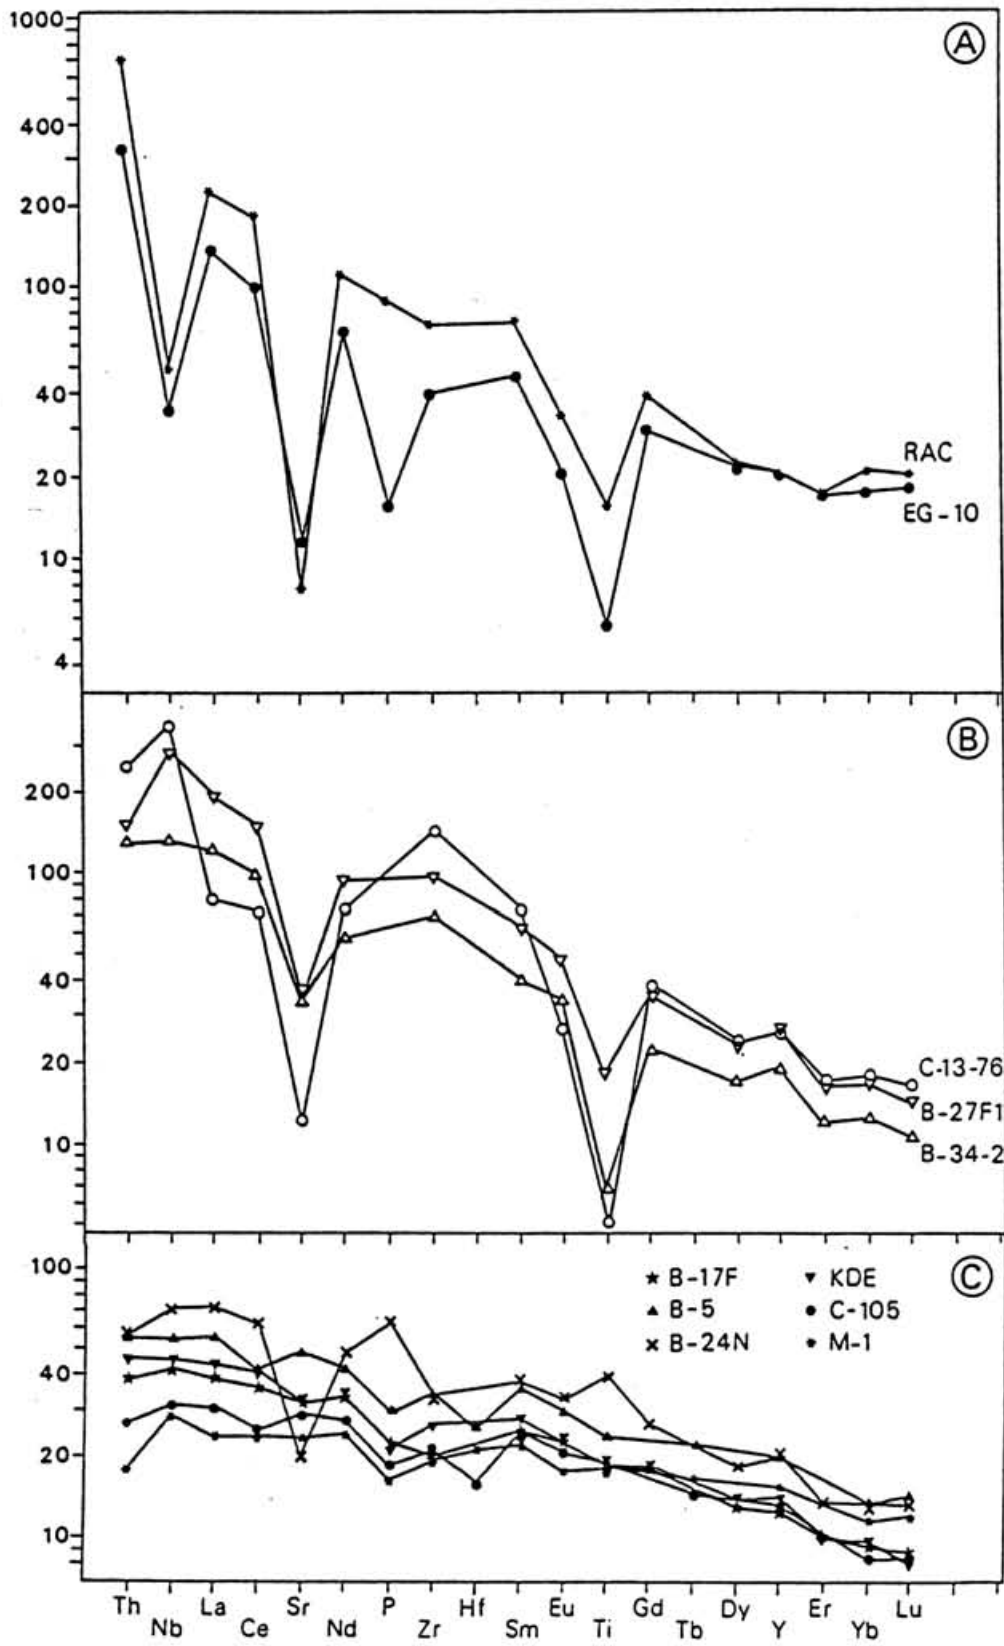 1000
A
400
200
100
40
20
10
4
RAC
EG-10
B
200
100
40
20
10
C-13-76
B-27F1
B-34-2
C
100
40
20
10
B-17F KDE
B-5 C-105
B-24N M-1
Th Nb La Ce Sr Nd P Zr Hf Sm Eu Ti Gd Tb Dy Y Er Yb Lu